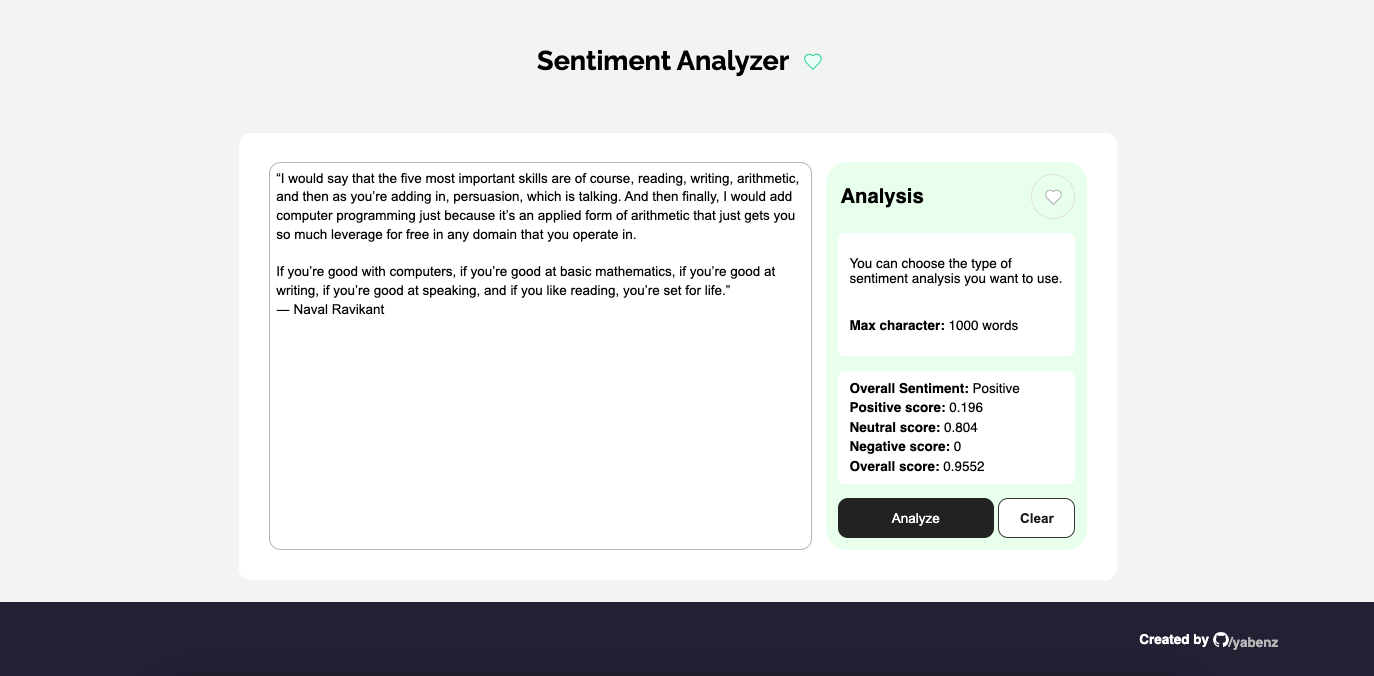 Sentiment Analyzer
“I would say that the five most important skills are of course, reading, writing, arithmetic,
and then as you’re adding in, persuasion, which is talking. And then finally, I would add
computer programming just because it’s an applied form of arithmetic that just gets you
so much leverage for free in any domain that you operate in.
If you’re good with computers, if you’re good at basic mathematics, if you’re good at
writing, if you’re good at speaking, and if you like reading, you’re set for life.”
― Naval Ravikant
Analysis
You can choose the type of
sentiment analysis you want to use.
Max character: 1000 words
Overall Sentiment: Positive
Positive score: 0.196
Neutral score: 0.804
Negative score: 0
Overall score: 0.9552
Analyze
Clear
Created by /yabenz